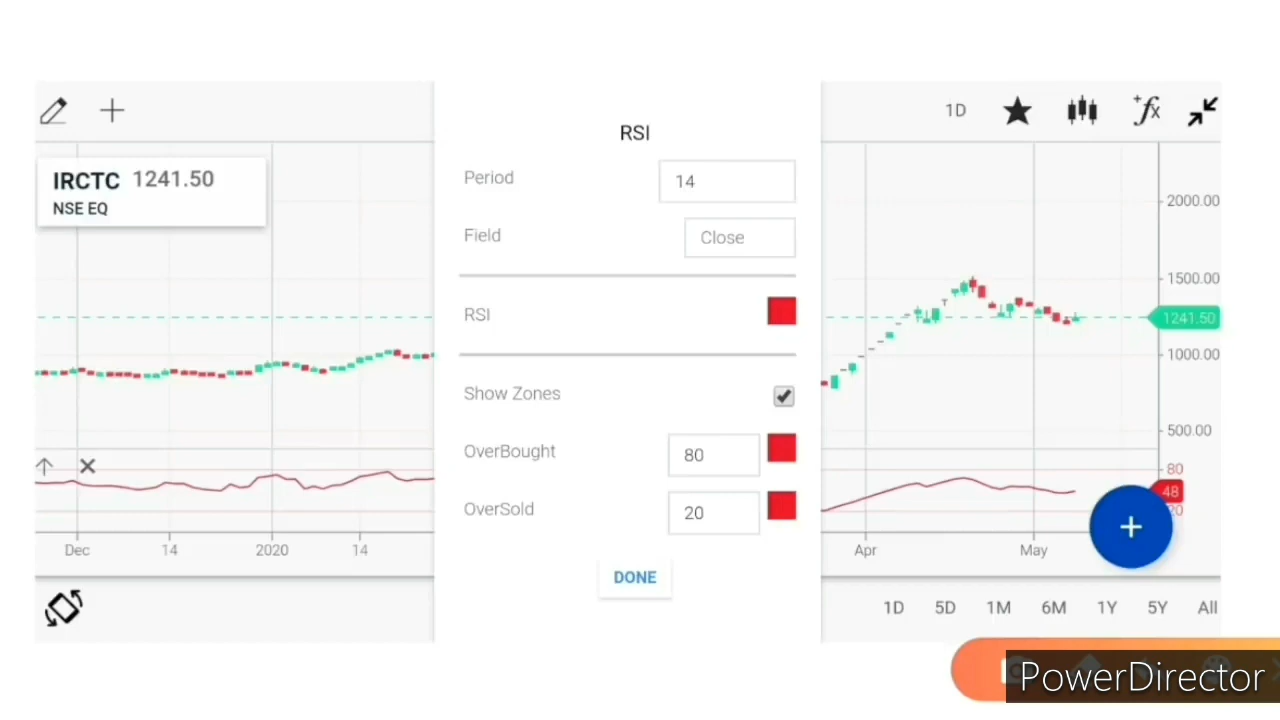 1D
fx
RSI
IRCTC 1241.50
NSE EQ
Period 14
Field Close
RSI
Show Zones
OverBought 80
OverSold 20
DONE
2000.00
1500.00
1241.50
1000.00
500.00
80
48
20
Dec 14 2020 14 Apr May
1D 5D 1M 6M 1Y 5Y All
PowerDirector